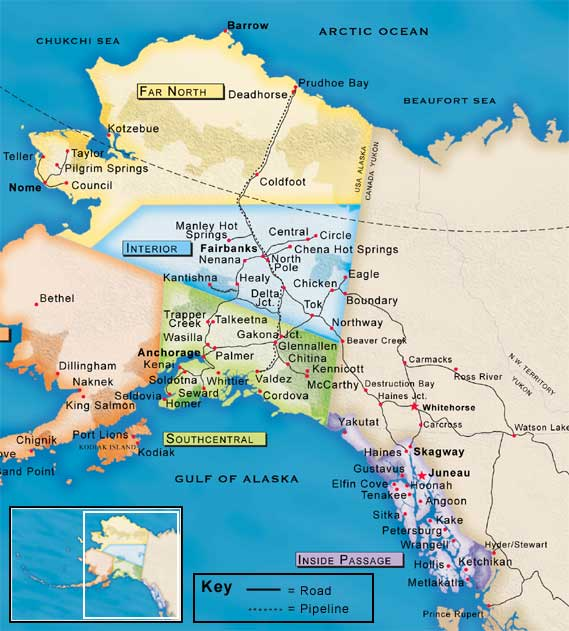 Barrow
CHUKCHI SEA
ARCTIC OCEAN
Prudhoe Bay
FAR NORTH
Deadhorse
BEAUFORT SEA
Kotzebue
Teller
Taylor
Pilgrim Springs
Nome
Council
Coldfoot
USA ALASKA
CANADA YUKON
Manley Hot
Springs
Central
Circle
INTERIOR
Fairbanks
Chena Hot Springs
Nenana
North
Pole
Kantishna
Healy
Eagle
Chicken
Delta
Jct.
Boundary
Bethel
Trapper
Creek
Talkeetna
Tok
Northway
Wasilla
Gakona Jct.
Beaver Creek
Anchorage
Palmer
Glennallen
Kenai
Chitina
Carmacks
Ross River
N.W. TERRITORY
YUKON
Dillingham
Soldotna
Whittier
Valdez
Kennicott
McCarthy
Destruction Bay
Naknek
Seldovia
Seward
Homer
Cordova
Haines Jct.
Whitehorse
King Salmon
Yakutat
Carcross
Watson Lake
Chignik
Port Lions
KODIAK ISLAND
Kodiak
SOUTHCENTRAL
Haines
Skagway
ove
and Point
GULF OF ALASKA
Gustavus
Juneau
Elfin Cove
Hoonah
Tenakee
Angoon
Sitka
Kake
Petersburg
Wrangell
Hyder/Stewart
INSIDE PASSAGE
Hollis
Ketchikan
Metlakatla
Prince Rupert
Key
= Road
= Pipeline